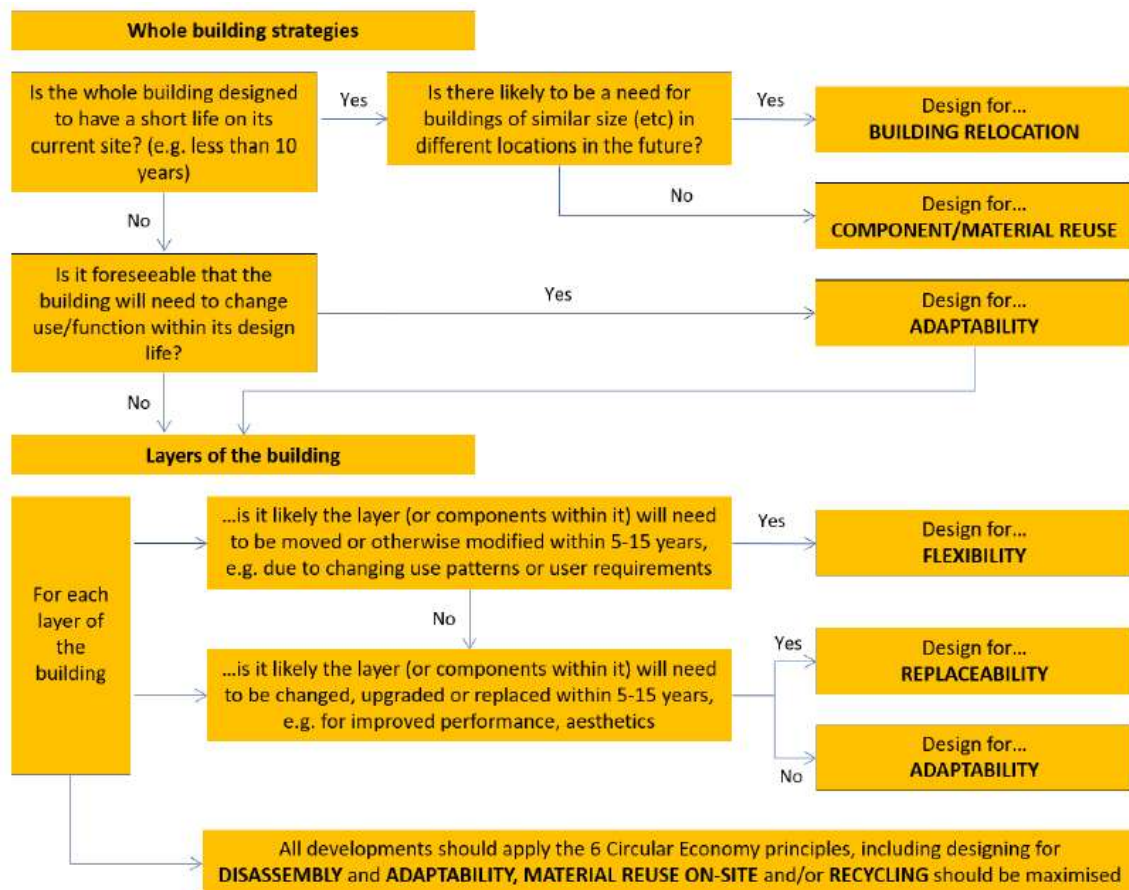 Whole building strategies
Is the whole building designed
to have a short life on its
current site? (e.g. less than 10
years)
Yes
Is there likely to be a need for
buildings of similar size (etc) in
different locations in the future?
Yes
Design for...
BUILDING RELOCATION
No
No
Design for...
COMPONENT/MATERIAL REUSE
Is it foreseeable that the
building will need to change
use/function within its design
life?
Yes
Design for...
ADAPTABILITY
No
Layers of the building
For each
layer of
the
building
...is it likely the layer (or components within it) will need
to be moved or otherwise modified within 5-15 years,
e.g. due to changing use patterns or user requirements
Yes
Design for...
FLEXIBILITY
No
...is it likely the layer (or components within it) will need
to be changed, upgraded or replaced within 5-15 years,
e.g. for improved performance, aesthetics
Yes
Design for...
REPLACEABILITY
No
Design for...
ADAPTABILITY
All developments should apply the 6 Circular Economy principles, including designing for
DISASSEMBLY and ADAPTABILITY, MATERIAL REUSE ON-SITE and/or RECYCLING should be maximised